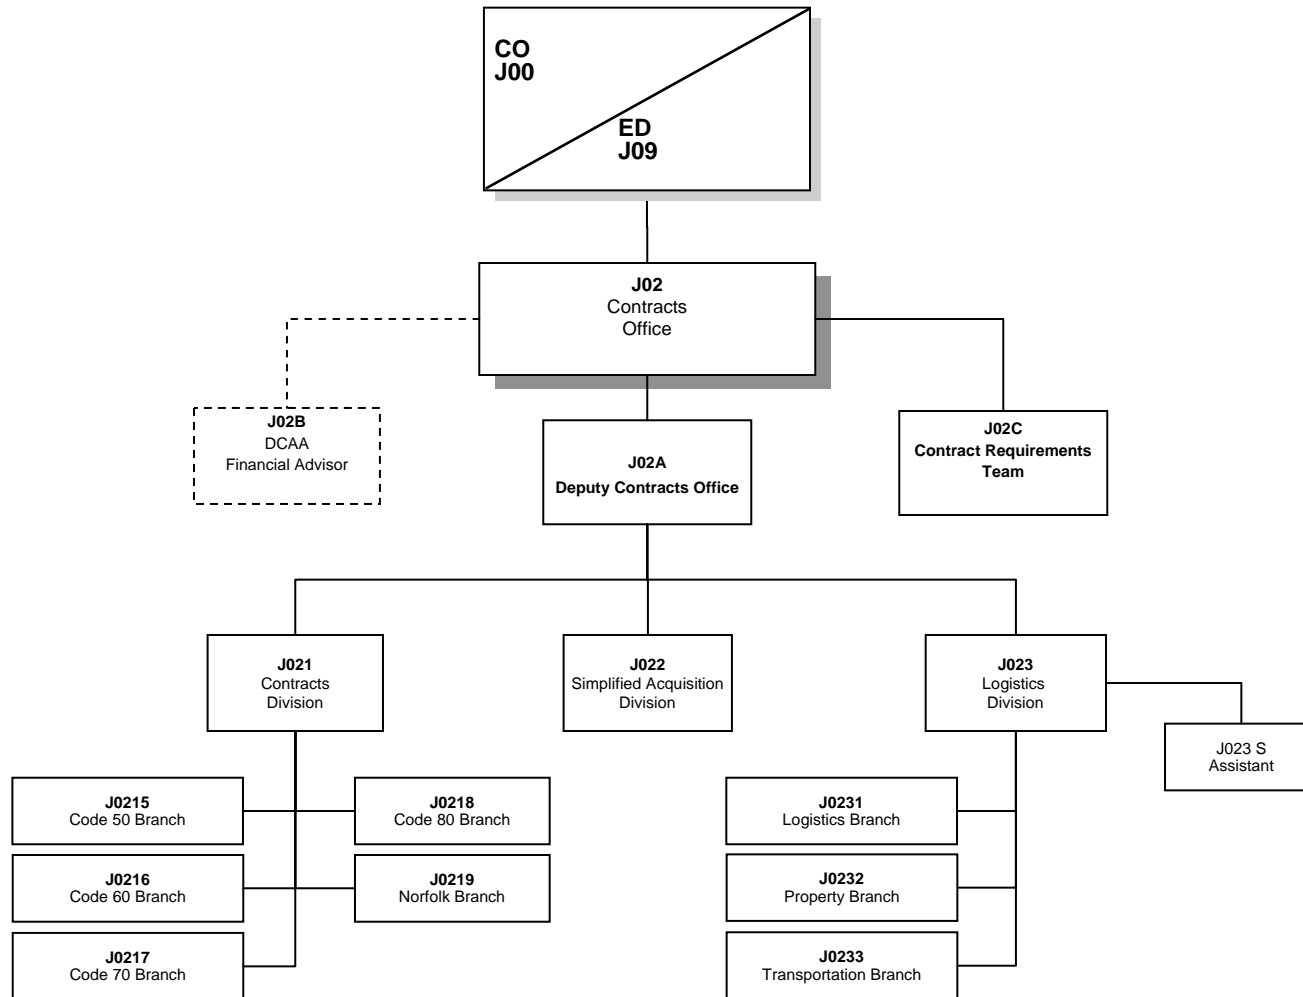 CO
J00
ED
J09
J02
Contracts
Office
J02B
DCAA
Financial Advisor
J02A
Deputy Contracts Office
J02C
Contract Requirements
Team
J021
Contracts
Division
J022
Simplified Acquisition
Division
J023
Logistics
Division
J023 S
Assistant
J0215
Code 50 Branch
J0218
Code 80 Branch
J0231
Logistics Branch
J0216
Code 60 Branch
J0219
Norfolk Branch
J0232
Property Branch
J0217
Code 70 Branch
J0233
Transportation Branch